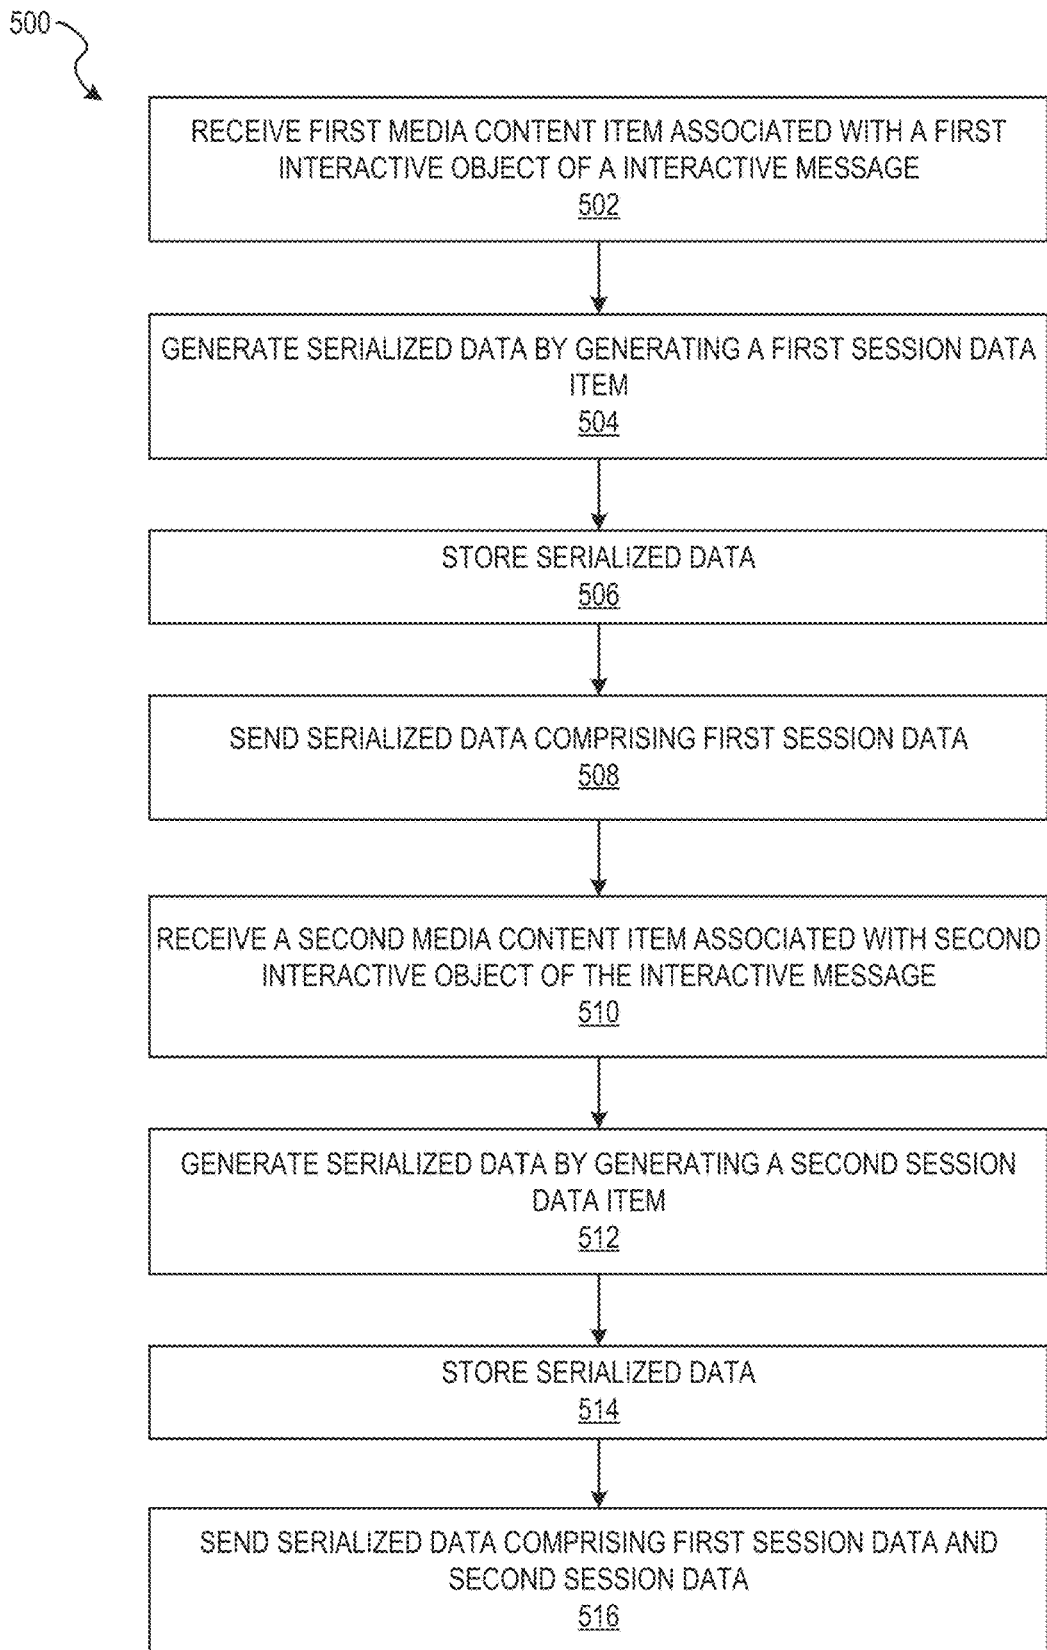 500
RECEIVE FIRST MEDIA CONTENT ITEM ASSOCIATED WITH A FIRST
INTERACTIVE OBJECT OF A INTERACTIVE MESSAGE
502
GENERATE SERIALIZED DATA BY GENERATING A FIRST SESSION DATA
ITEM
504
STORE SERIALIZED DATA
506
SEND SERIALIZED DATA COMPRISING FIRST SESSION DATA
508
RECEIVE A SECOND MEDIA CONTENT ITEM ASSOCIATED WITH SECOND
INTERACTIVE OBJECT OF THE INTERACTIVE MESSAGE
510
GENERATE SERIALIZED DATA BY GENERATING A SECOND SESSION
DATA ITEM
512
STORE SERIALIZED DATA
514
SEND SERIALIZED DATA COMPRISING FIRST SESSION DATA AND
SECOND SESSION DATA
516